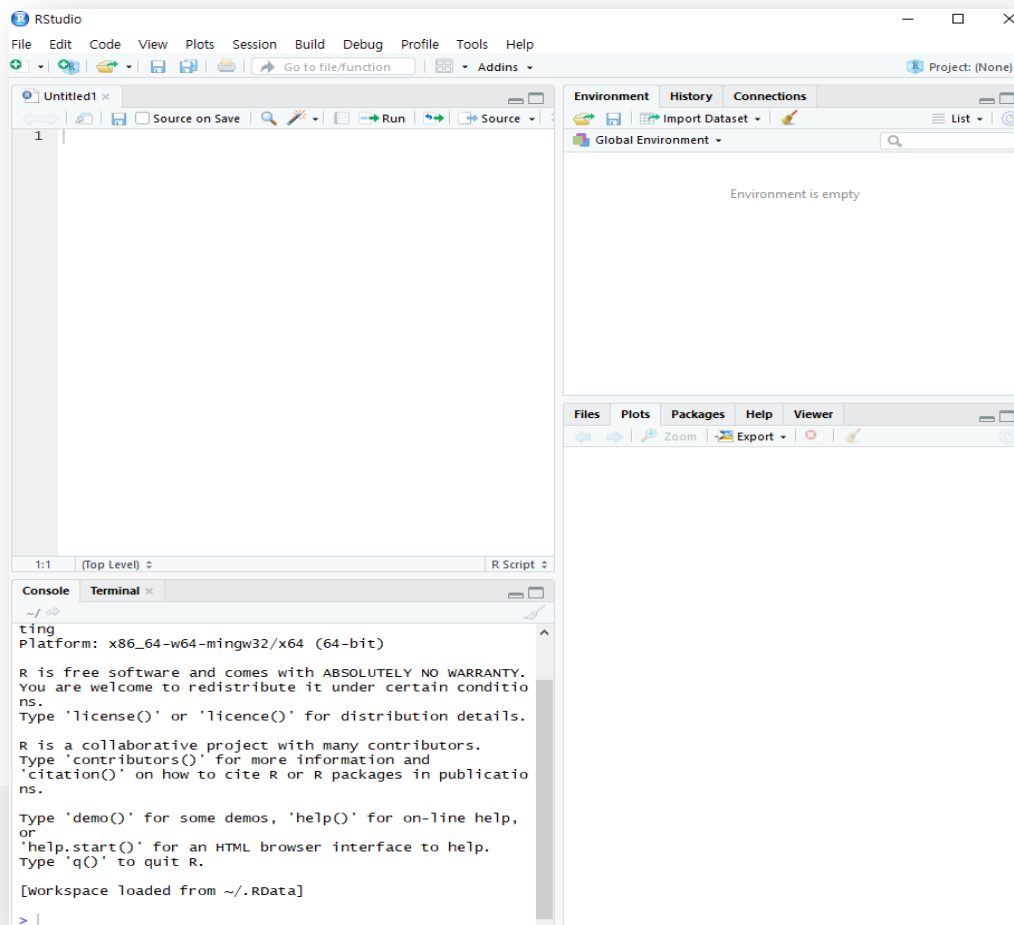 RStudio
File Edit Code View Plots Session Build Debug Profile Tools Help
Go to file/function Addins Project: (None)
Untitled1
Source on Save Run Source
1
1:1 (Top Level) R Script
Console Terminal
~/
ting
Platform: x86_64-w64-mingw32/x64 (64-bit)
R is free software and comes with ABSOLUTELY NO WARRANTY.
You are welcome to redistribute it under certain conditio
ns.
Type 'license()' or 'licence()' for distribution details.
R is a collaborative project with many contributors.
Type 'contributors()' for more information and
'citation()' on how to cite R or R packages in publicatio
ns.
Type 'demo()' for some demos, 'help()' for on-line help,
or
'help.start()' for an HTML browser interface to help.
Type 'q()' to quit R.
[Workspace loaded from ~/.RData]
>
Environment History Connections
Import Dataset List
Global Environment
Environment is empty
Files Plots Packages Help Viewer
Zoom Export